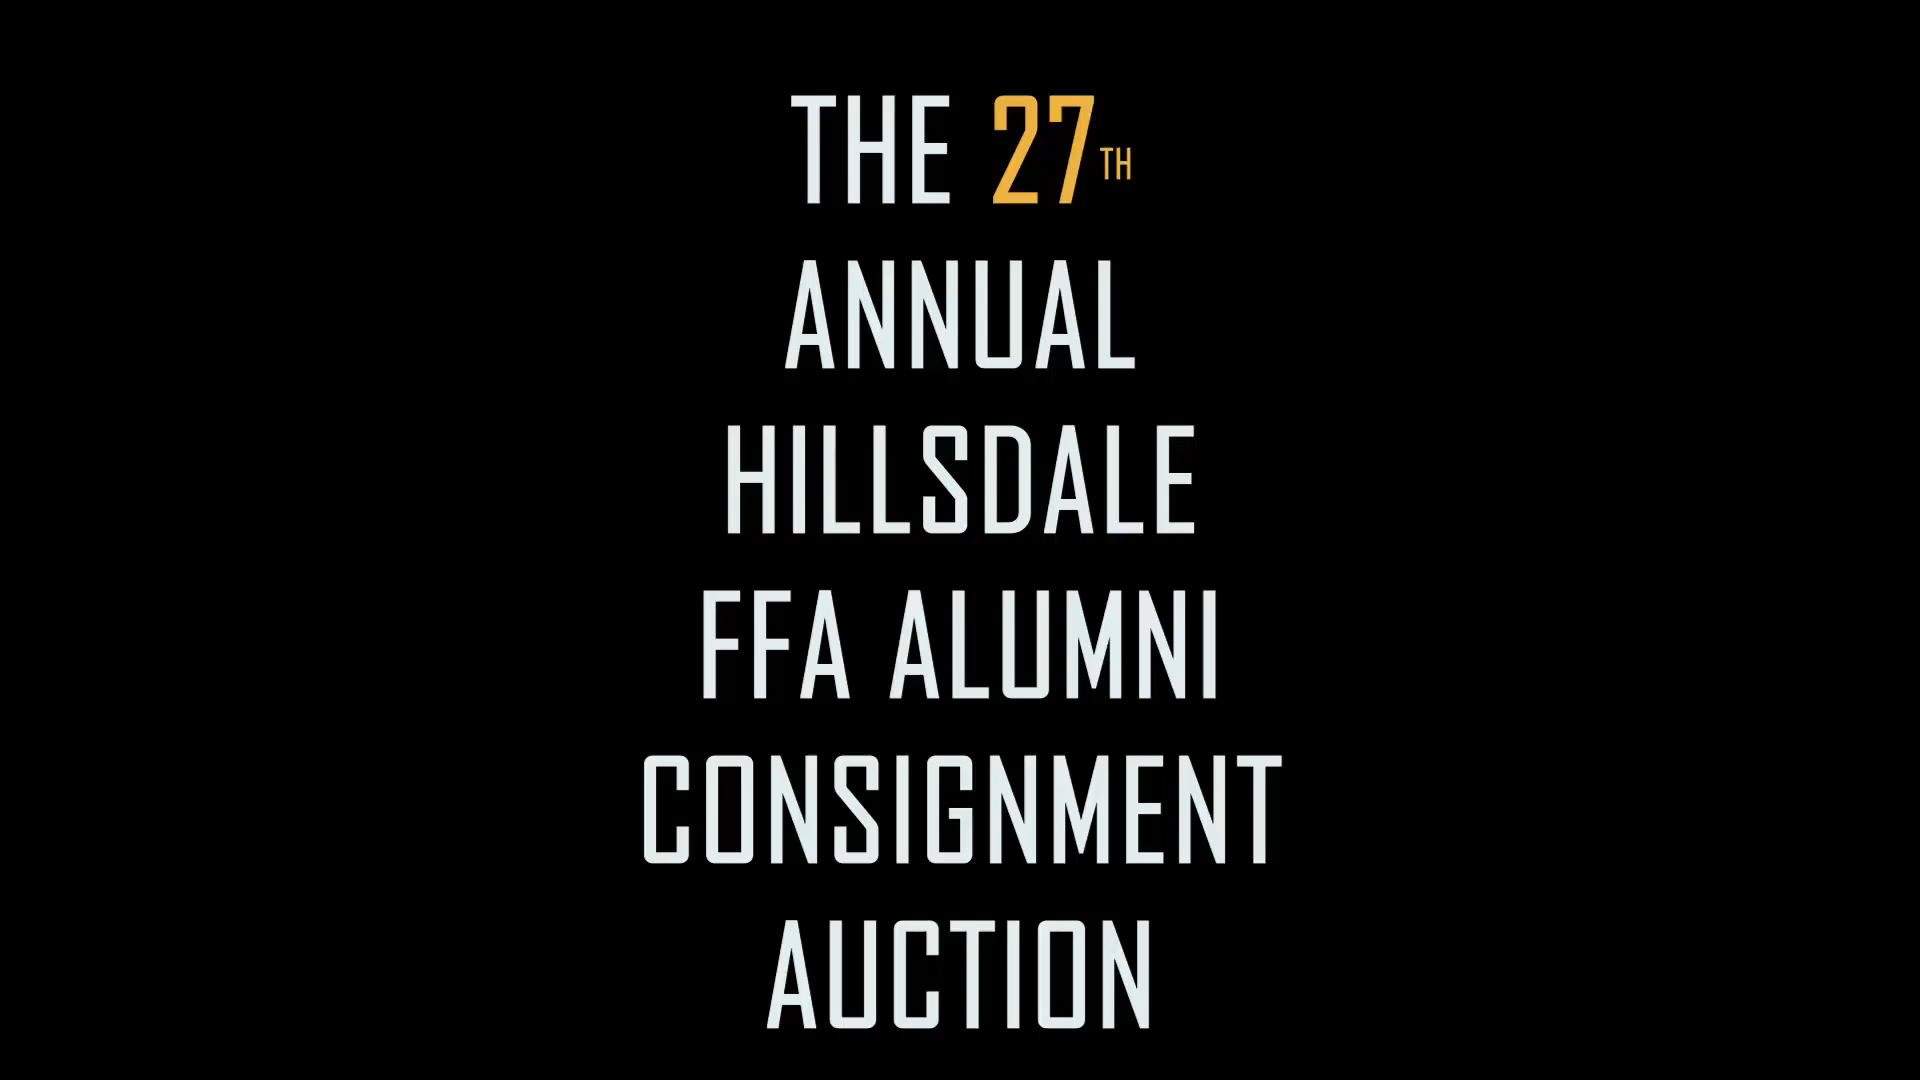 THE 27TH
ANNUAL
HILLSDALE
FFA ALUMNI
CONSIGNMENT
AUCTION